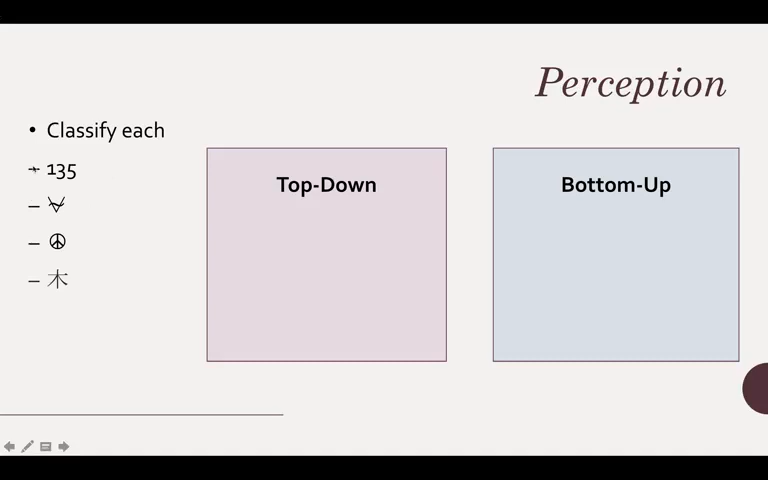 Perception
• Classify each
– 135
– ⩝
– ☮
– 木
Top-Down
Bottom-Up